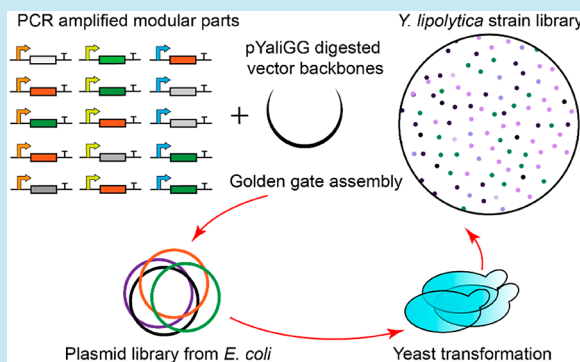 PCR amplified modular parts
pYaliGG digested
vector backbones
+
Golden gate assembly
Y. lipolytica strain library
Plasmid library from E. coli
Yeast transformation